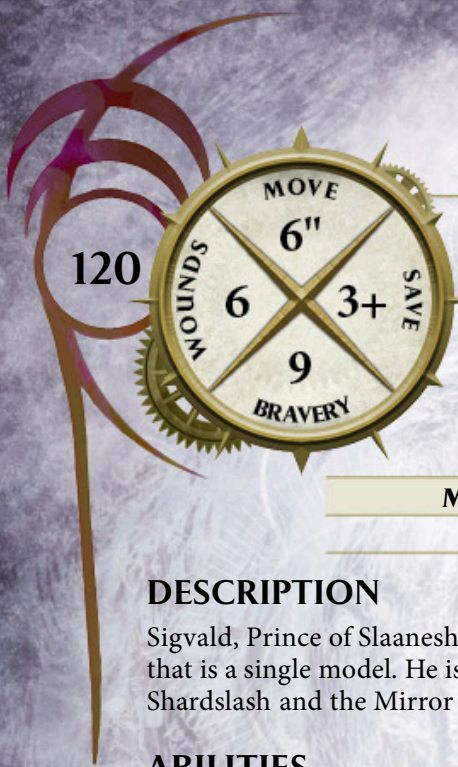 120
MOVE
6"
WOUNDS
6
3+
SAVE
9
BRAVERY
M
DESCRIPTION
Sigvald, Prince of Slaanesh
that is a single model. He is
Shardslash and the Mirror
ABILITIES